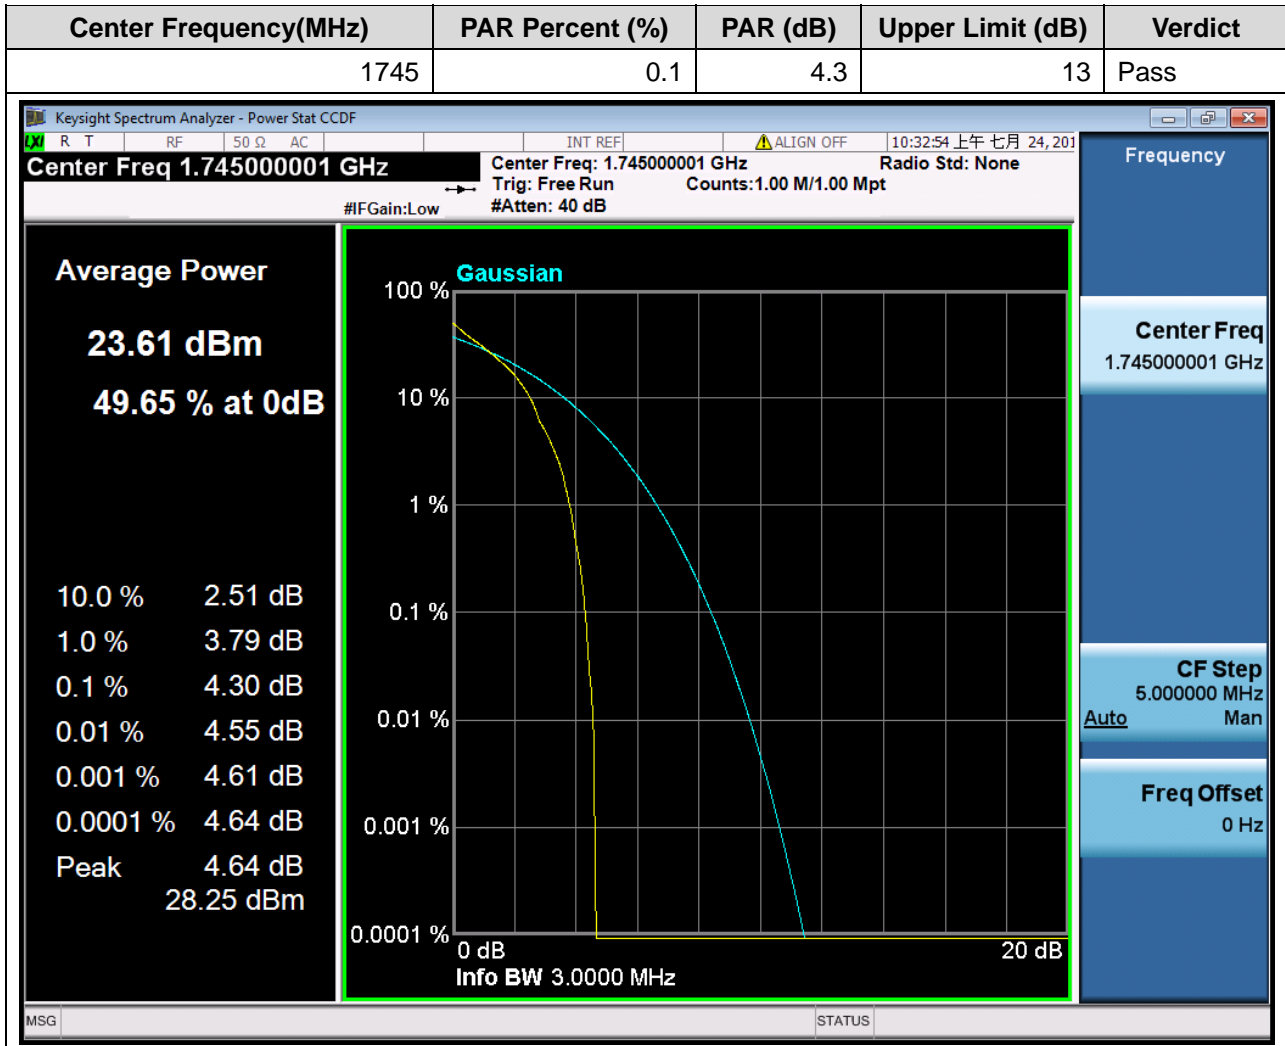 Center Frequency(MHz) PAR Percent (%) PAR (dB) Upper Limit (dB) Verdict
1745 0.1 4.3 13 Pass
Keysight Spectrum Analyzer - Power Stat CCDF
LXI R T RF 50 Ω AC INT REF ALIGN OFF 10:32:54 上午 七月 24, 201
Center Freq 1.745000001 GHz
Center Freq: 1.745000001 GHz Radio Std: None
Trig: Free Run Counts:1.00 M/1.00 Mpt
#IFGain:Low #Atten: 40 dB
Frequency
Average Power
23.61 dBm
49.65 % at 0dB
10.0 % 2.51 dB
1.0 % 3.79 dB
0.1 % 4.30 dB
0.01 % 4.55 dB
0.001 % 4.61 dB
0.0001 % 4.64 dB
Peak 4.64 dB
28.25 dBm
Gaussian
100 %
10 %
1 %
0.1 %
0.01 %
0.001 %
0.0001 %
0 dB 20 dB
Info BW 3.0000 MHz
Center Freq
1.745000001 GHz
CF Step
5.000000 MHz
Auto Man
Freq Offset
0 Hz
MSG STATUS